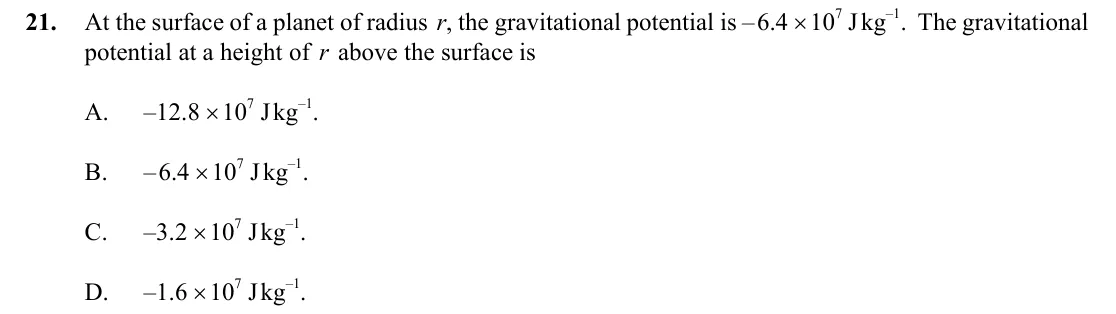 21. At the surface of a planet of radius r, the gravitational potential is –6.4 × 10⁷ J kg⁻¹. The gravitational
potential at a height of r above the surface is
A. –12.8 × 10⁷ J kg⁻¹.
B. –6.4 × 10⁷ J kg⁻¹.
C. –3.2 × 10⁷ J kg⁻¹.
D. –1.6 × 10⁷ J kg⁻¹.